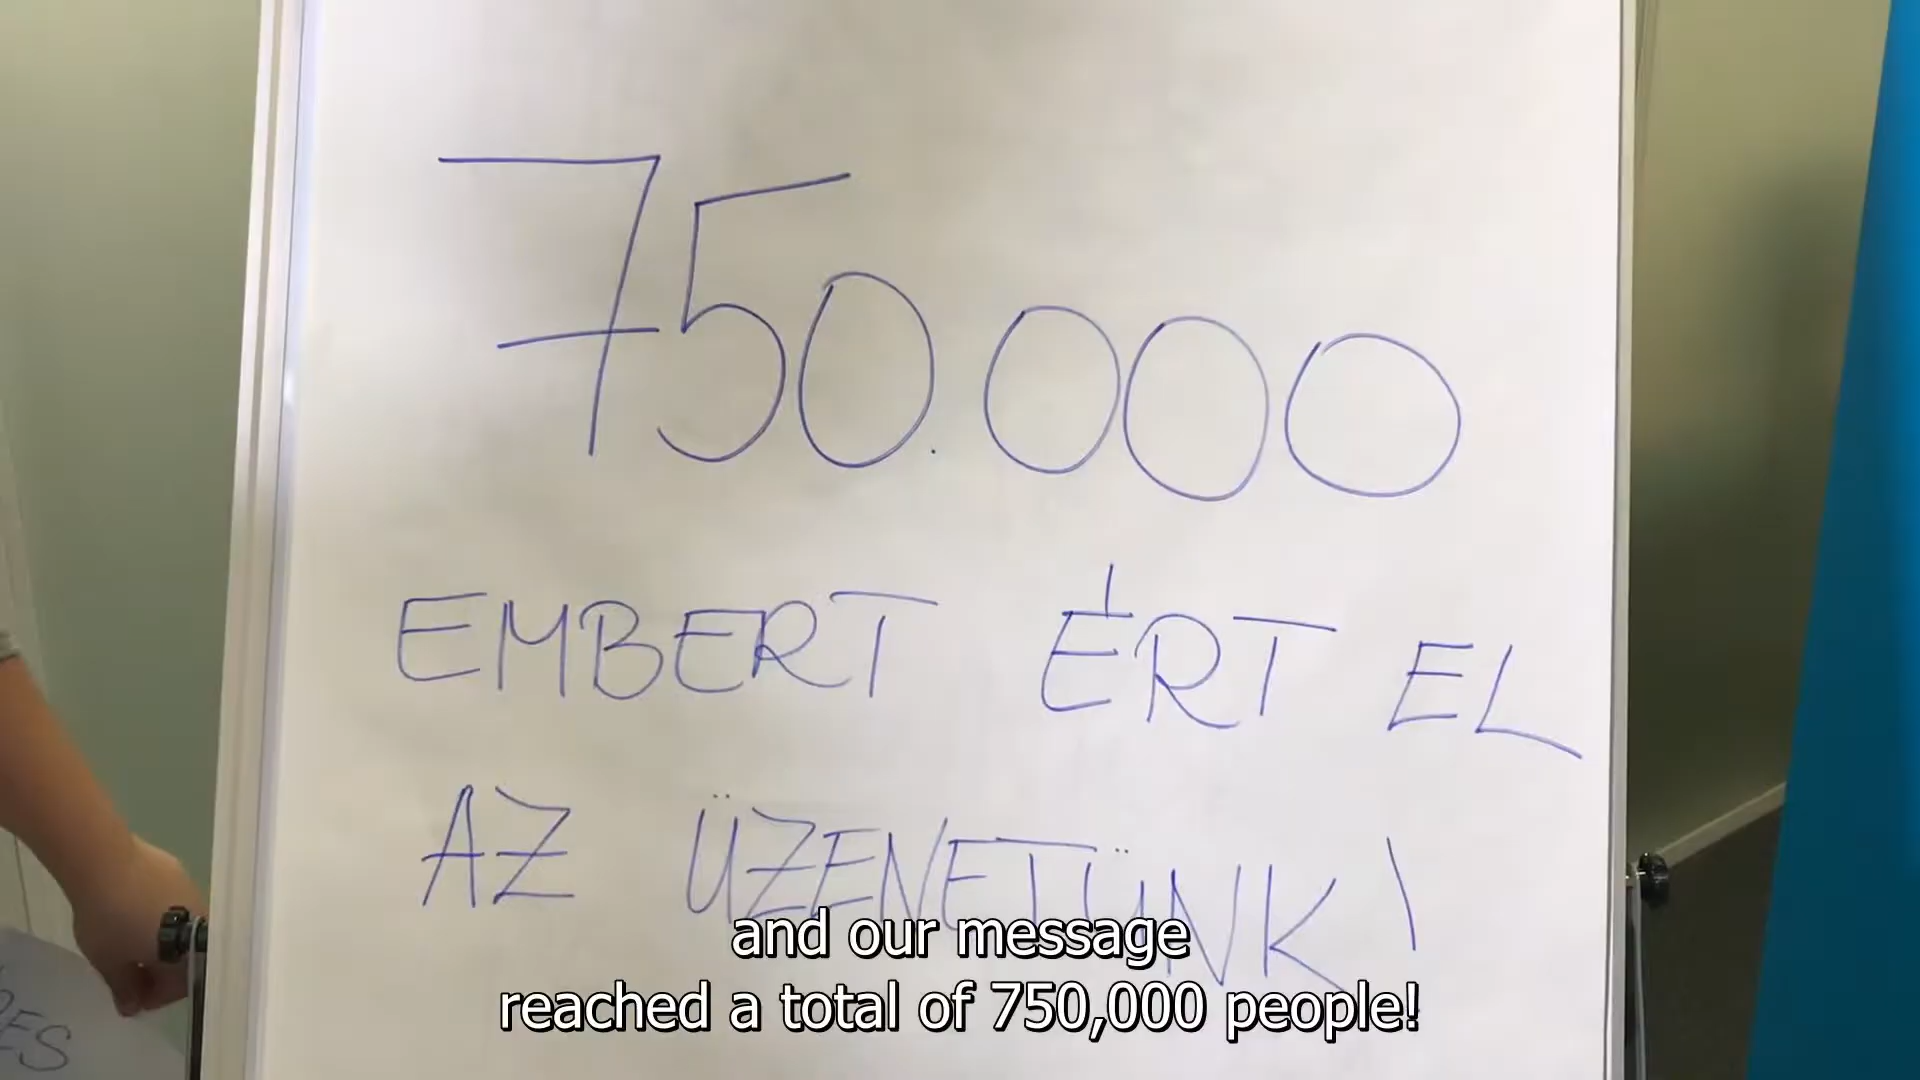 750.000
EMBERT ÉRT EL
AZ ÜZENETÜNK!
and our message
reached a total of 750,000 people!